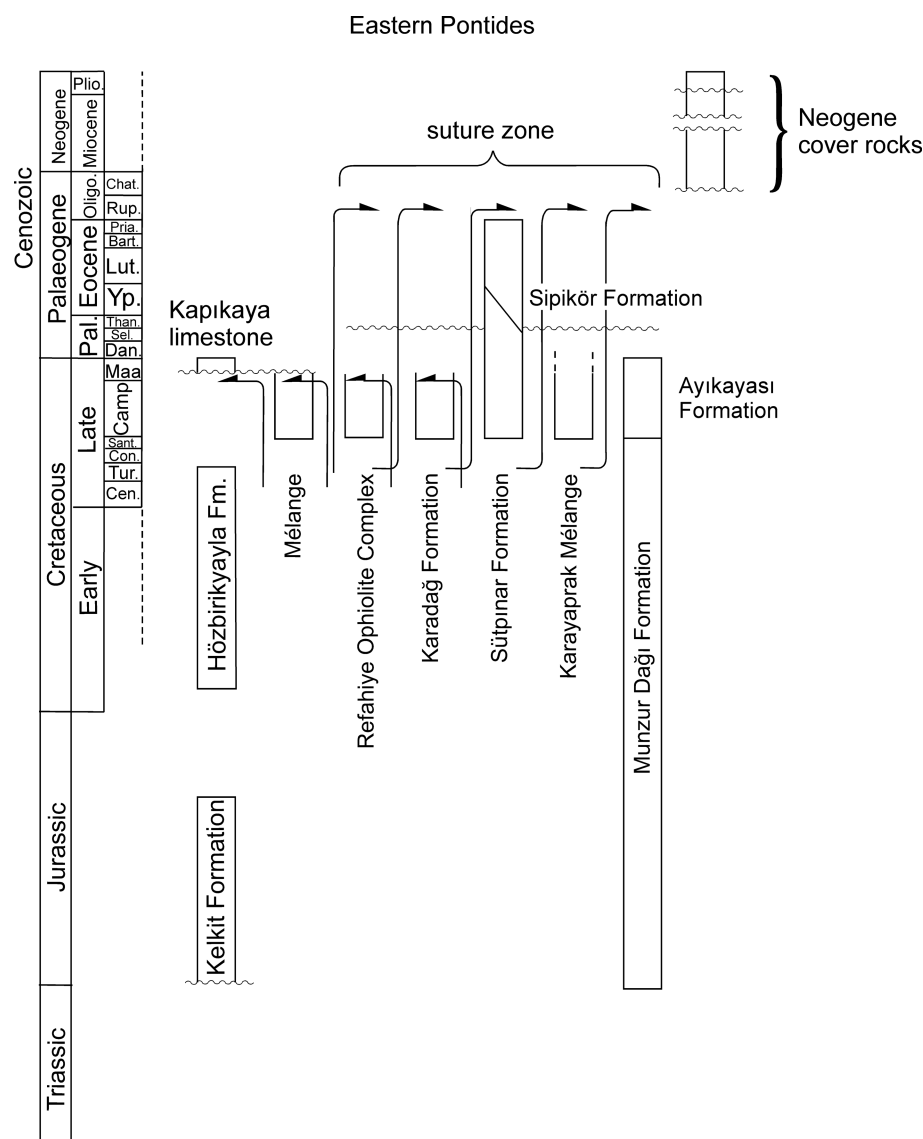 Eastern Pontides
Cenozoic
Neogene
Palaeogene
Cretaceous
Jurassic
Triassic
Plio.
Miocene
Oligo.
Eocene
Pal.
Late
Early
Chat.
Rup.
Pria.
Bart.
Lut.
Yp.
Than.
Sel.
Dan.
Maa
Camp
Sant.
Con.
Tur.
Cen.
Kapıkaya
limestone
Hözbirikyayla Fm.
Kelkit Formation
Mélange
suture zone
Refahiye Ophiolite Complex
Karadağ Formation
Sütpınar Formation
Sipikör Formation
Karayaprak Mélange
Munzur Dağı Formation
Ayıkayası
Formation
Neogene
cover rocks